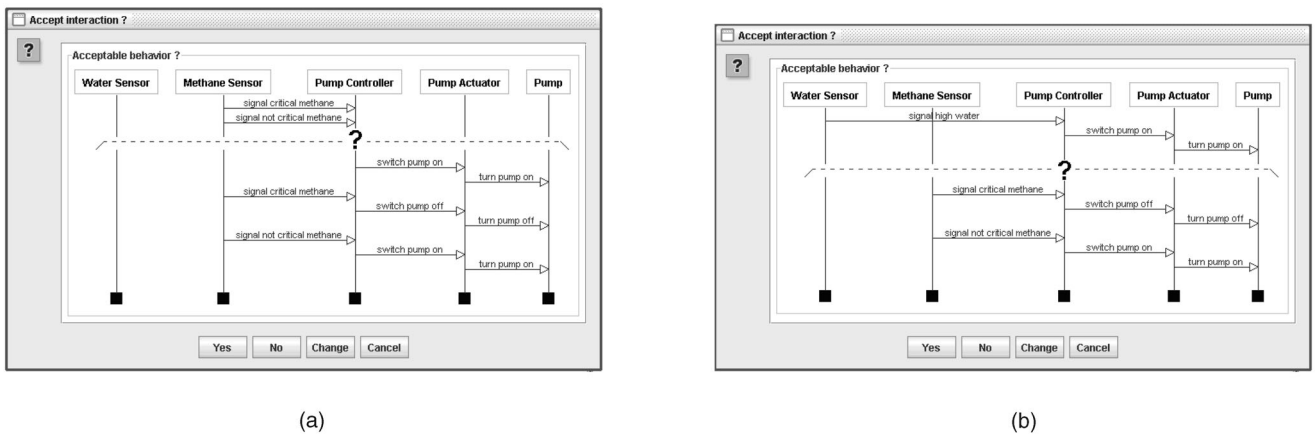 Accept interaction ?
?
Acceptable behavior ?
Water Sensor Methane Sensor Pump Controller Pump Actuator Pump
signal critical methane
signal not critical methane
?
switch pump on
turn pump on
signal critical methane
switch pump off
turn pump off
signal not critical methane
switch pump on
turn pump on
Yes No Change Cancel
(a)
Accept interaction ?
?
Acceptable behavior ?
Water Sensor Methane Sensor Pump Controller Pump Actuator Pump
signal high water
switch pump on
turn pump on
?
signal critical methane
switch pump off
turn pump off
signal not critical methane
switch pump on
turn pump on
Yes No Change Cancel
(b)